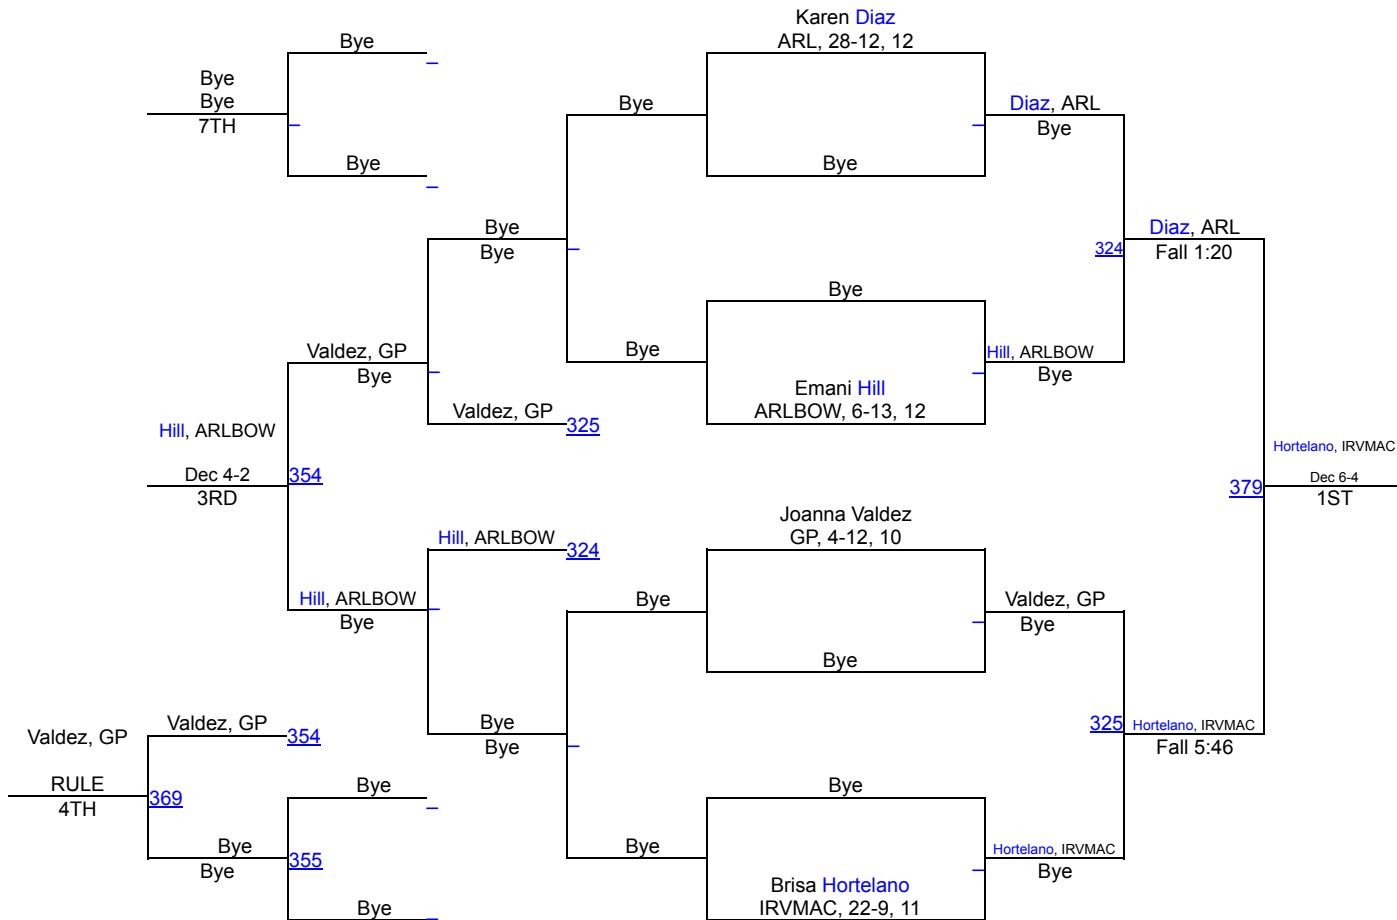 Karen Diaz
ARL, 28-12, 12
Bye
Bye
Bye
7TH
Bye
Bye
Diaz, ARL
Bye
Bye
Bye
Bye
Bye
Diaz, ARL
324
Fall 1:20
Bye
Valdez, GP
Bye
Bye
Hill, ARLBOW
Bye
Emani Hill
ARLBOW, 6-13, 12
Valdez, GP
325
Hill, ARLBOW
Dec 4-2
354
3RD
Hortelano, IRVMAC
Dec 6-4
379
1ST
Joanna Valdez
GP, 4-12, 10
Hill, ARLBOW
324
Hill, ARLBOW
Bye
Bye
Valdez, GP
Bye
Bye
Valdez, GP
Valdez, GP
354
Bye
Bye
325
Hortelano, IRVMAC
Fall 5:46
RULE
369
4TH
Bye
Bye
Bye
Bye
355
Bye
Hortelano, IRVMAC
Bye
Brisa Hortelano
IRVMAC, 22-9, 11
Bye